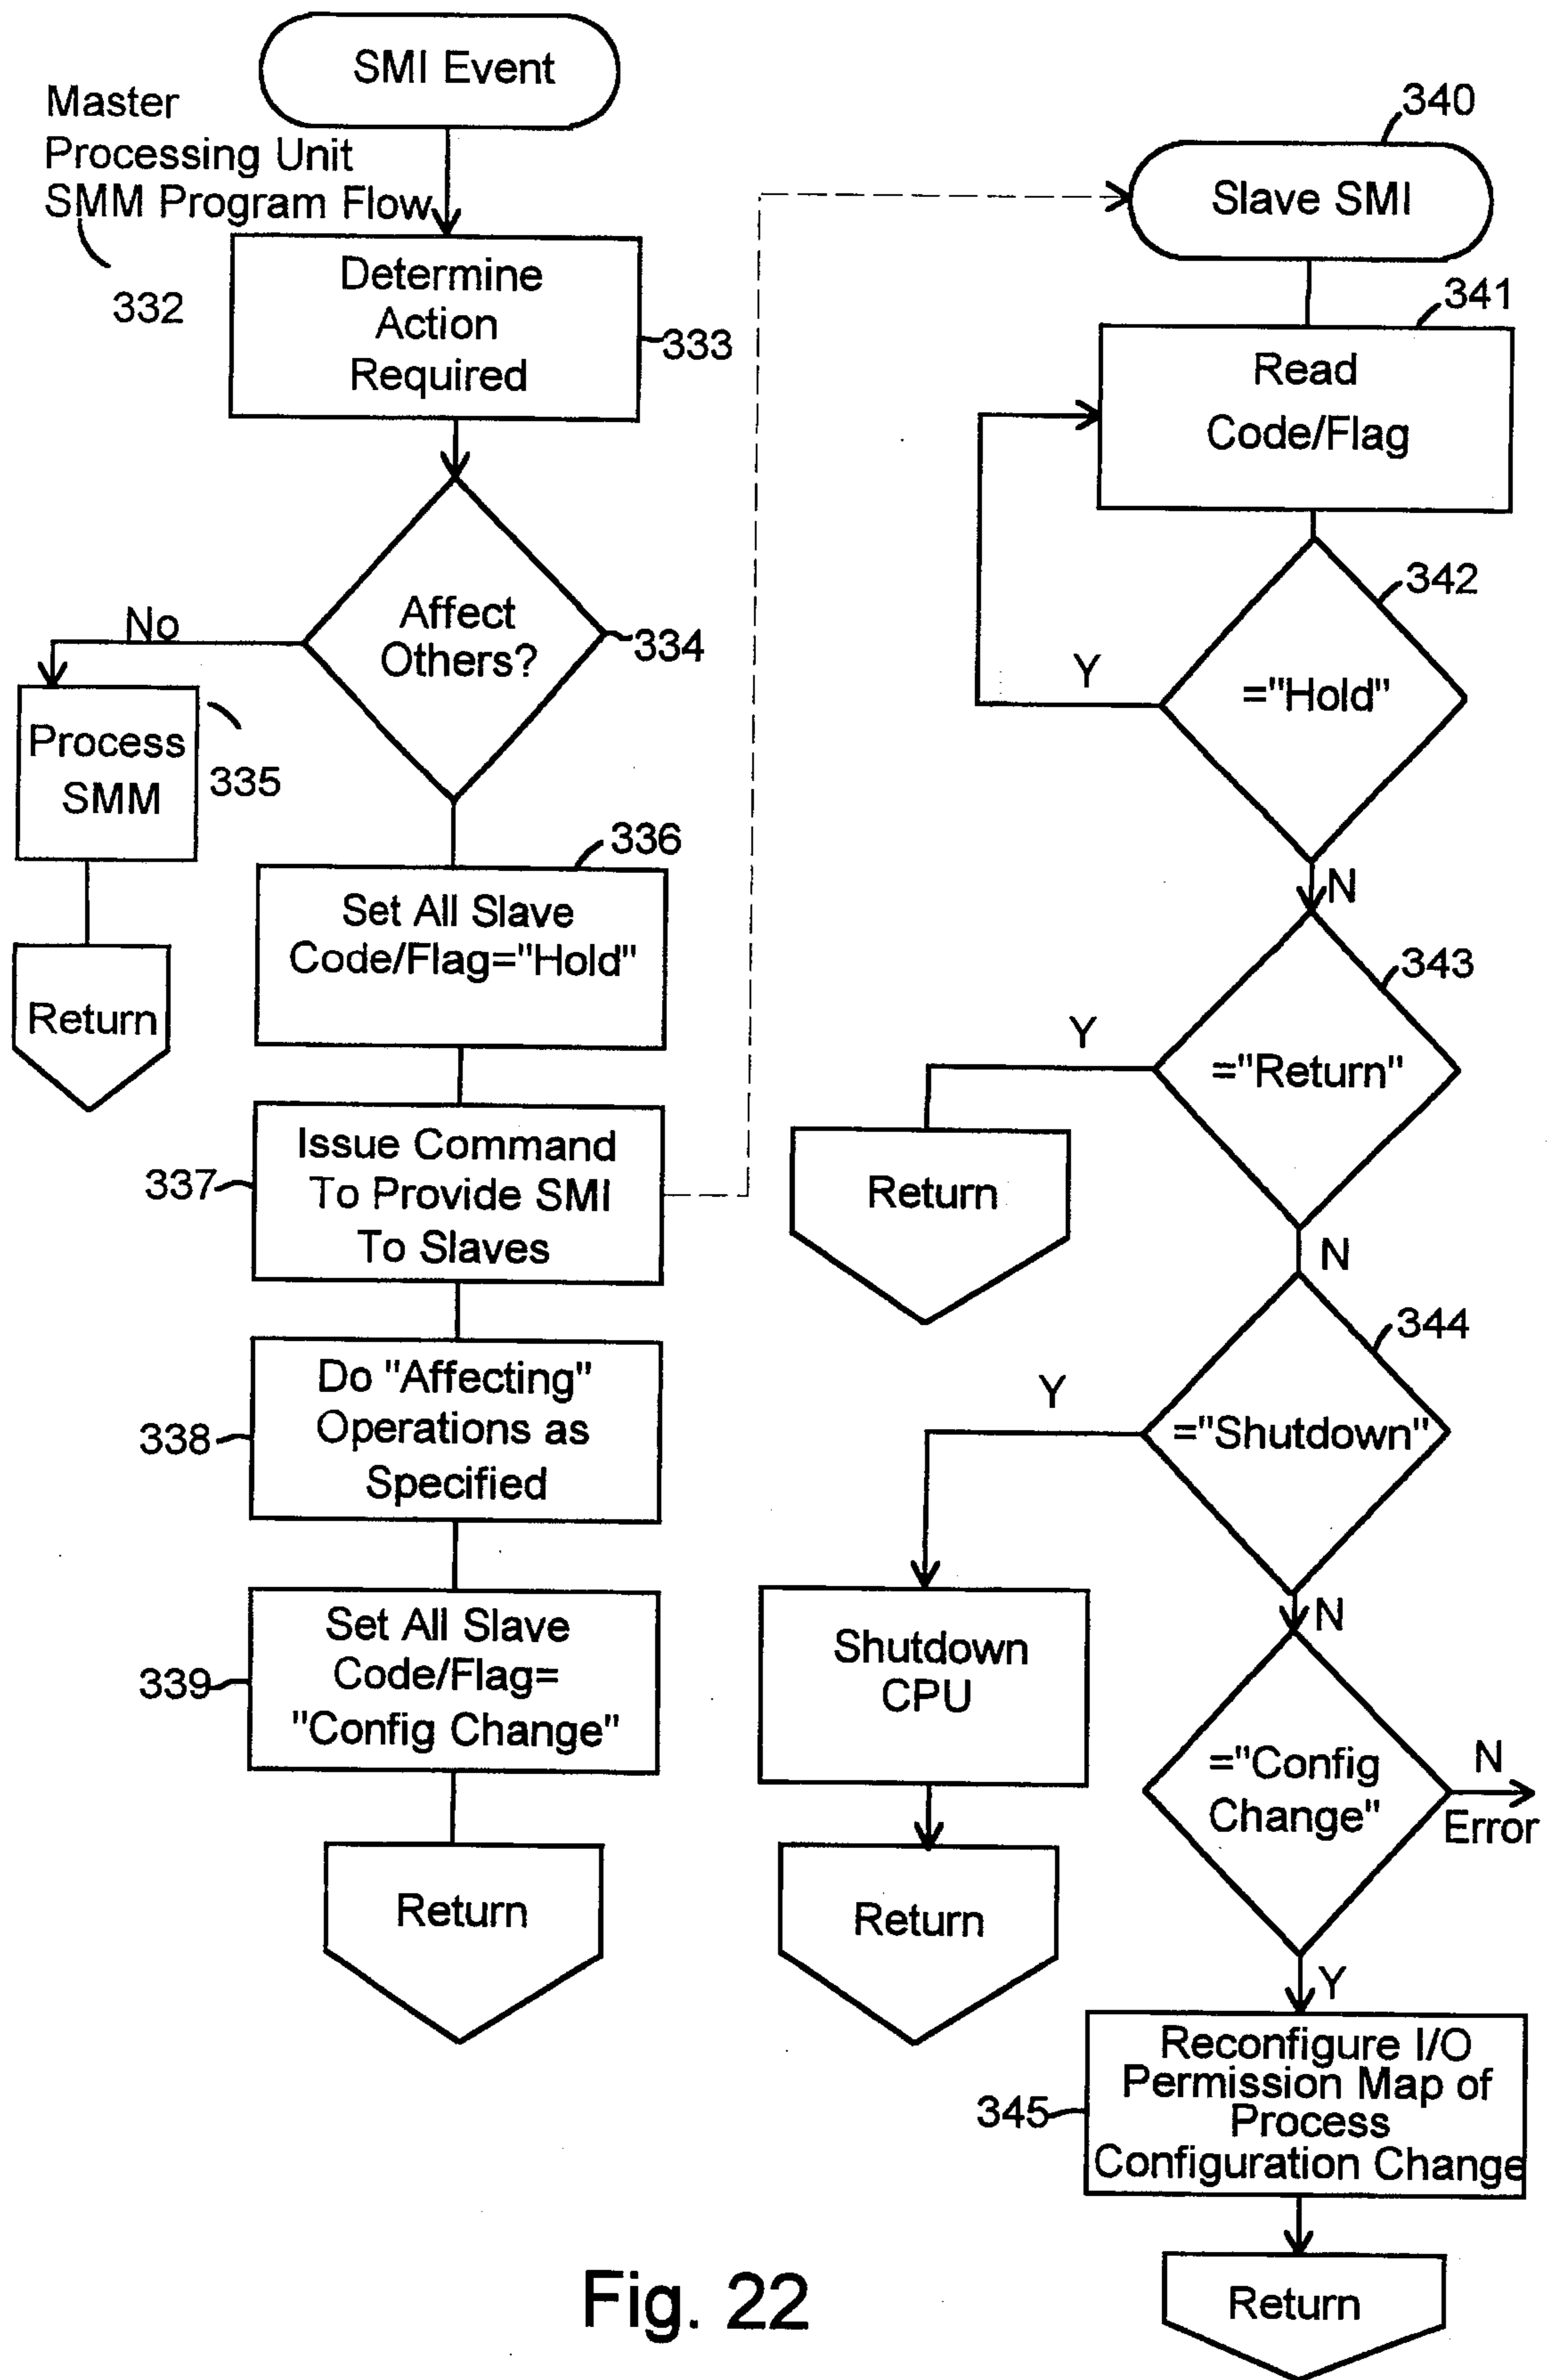 SMI Event
Master
Processing Unit
SMM Program Flow
332
Determine
Action
Required
333
Affect
Others?
334
No
Process
SMM
335
Return
336
Set All Slave
Code/Flag="Hold"
337
Issue Command
To Provide SMI
To Slaves
338
Do "Affecting"
Operations as
Specified
339
Set All Slave
Code/Flag=
"Config Change"
Return
340
Slave SMI
341
Read
Code/Flag
342
="Hold"
Y
N
343
="Return"
Y
Return
N
344
="Shutdown"
Y
Shutdown
CPU
Return
N
="Config
Change"
N
Error
Y
345
Reconfigure I/O
Permission Map of
Process
Configuration Change
Return
Fig. 22